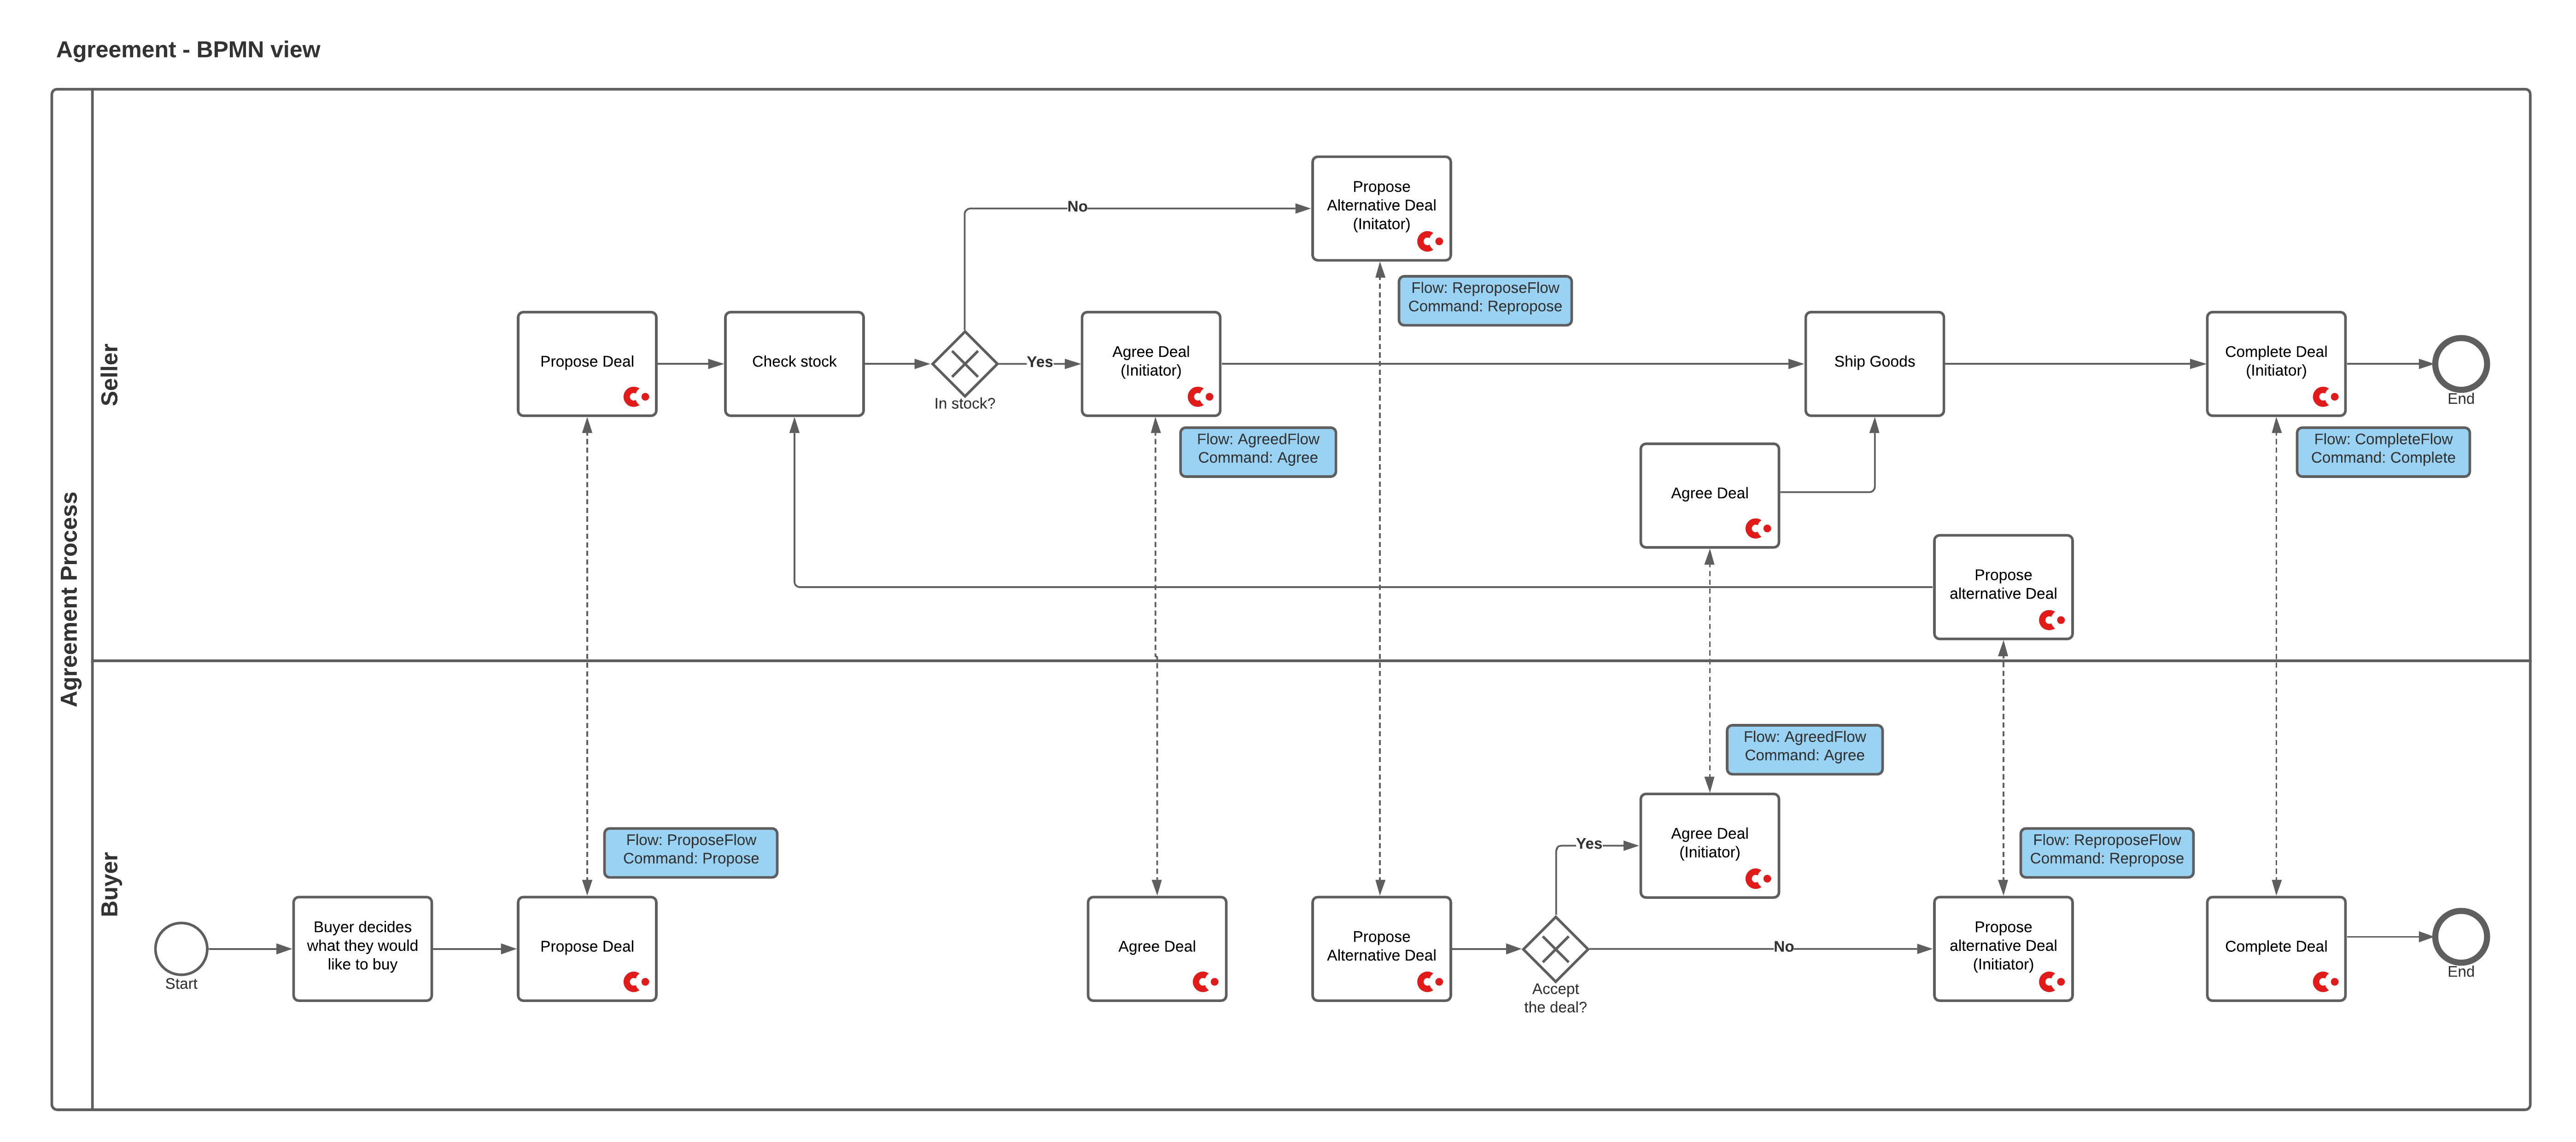 Agreement - BPMN view
Agreement Process
Seller
Propose
Alternative Deal
(Initator)
No
Flow: ReproposeFlow
Command: Repropose
Propose Deal
Check stock
In stock?
Yes
Agree Deal
(Initiator)
Flow: AgreedFlow
Command: Agree
Ship Goods
Complete Deal
(Initiator)
End
Flow: CompleteFlow
Command: Complete
Agree Deal
Propose
alternative Deal
Buyer
Flow: AgreedFlow
Command: Agree
Flow: ProposeFlow
Command: Propose
Yes
Agree Deal
(Initiator)
Flow: ReproposeFlow
Command: Repropose
Start
Buyer decides
what they would
like to buy
Propose Deal
Agree Deal
Propose
Alternative Deal
Accept
the deal?
No
Propose
alternative Deal
(Initiator)
Complete Deal
End